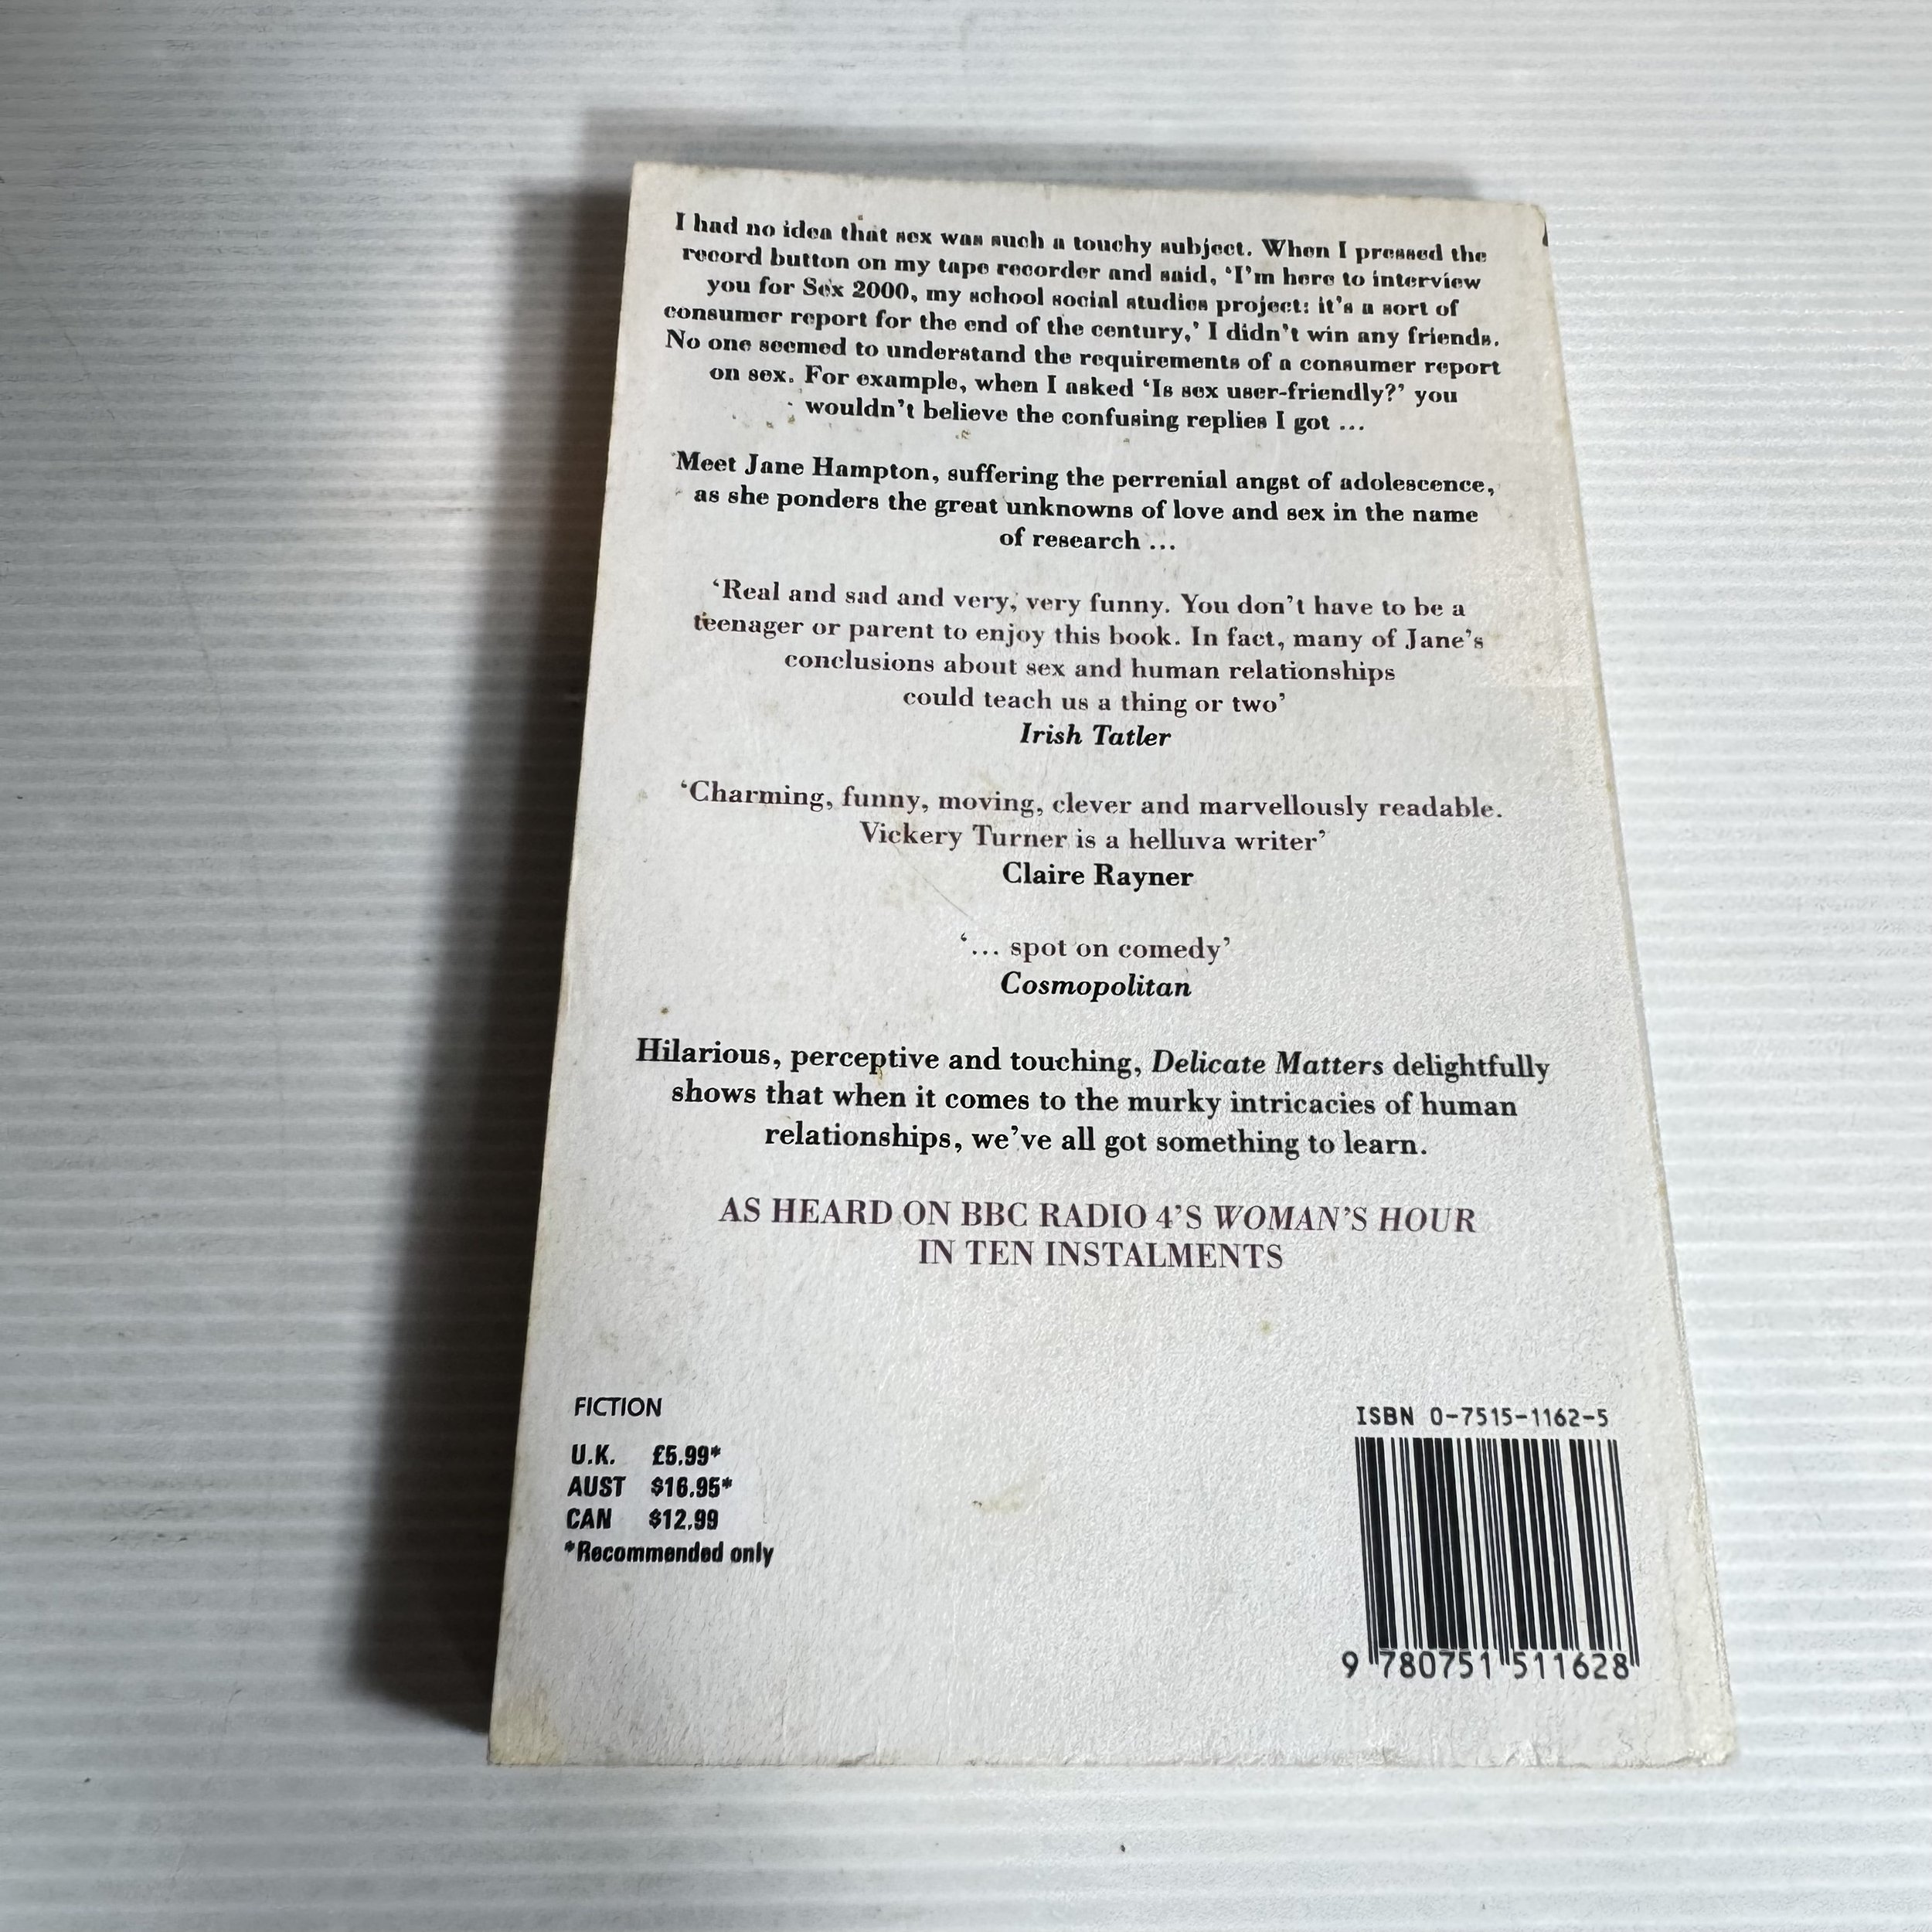 I had no idea that sex was such a touchy subject. When I pressed the
record button on my tape recorder and said, ‘I’m here to interview
you for Sex 2000, my school social studies project: it’s a sort of
consumer report for the end of the century,’ I didn’t win any friends.
No one seemed to understand the requirements of a consumer report
on sex. For example, when I asked ‘Is sex user-friendly?’ you
wouldn’t believe the confusing replies I got ...
Meet Jane Hampton, suffering the perrenial angst of adolescence,
as she ponders the great unknowns of love and sex in the name
of research ...
‘Real and sad and very, very funny. You don’t have to be a
teenager or parent to enjoy this book. In fact, many of Jane’s
conclusions about sex and human relationships
could teach us a thing or two’
Irish Tatler
‘Charming, funny, moving, clever and marvellously readable.
Vickery Turner is a helluva writer’
Claire Rayner
‘... spot on comedy’
Cosmopolitan
Hilarious, perceptive and touching, Delicate Matters delightfully
shows that when it comes to the murky intricacies of human
relationships, we’ve all got something to learn.
AS HEARD ON BBC RADIO 4’S WOMAN’S HOUR
IN TEN INSTALMENTS
FICTION
U.K. £5.99*
AUST $16.95*
CAN $12.99
*Recommended only
ISBN 0-7515-1162-5
9 780751 511628